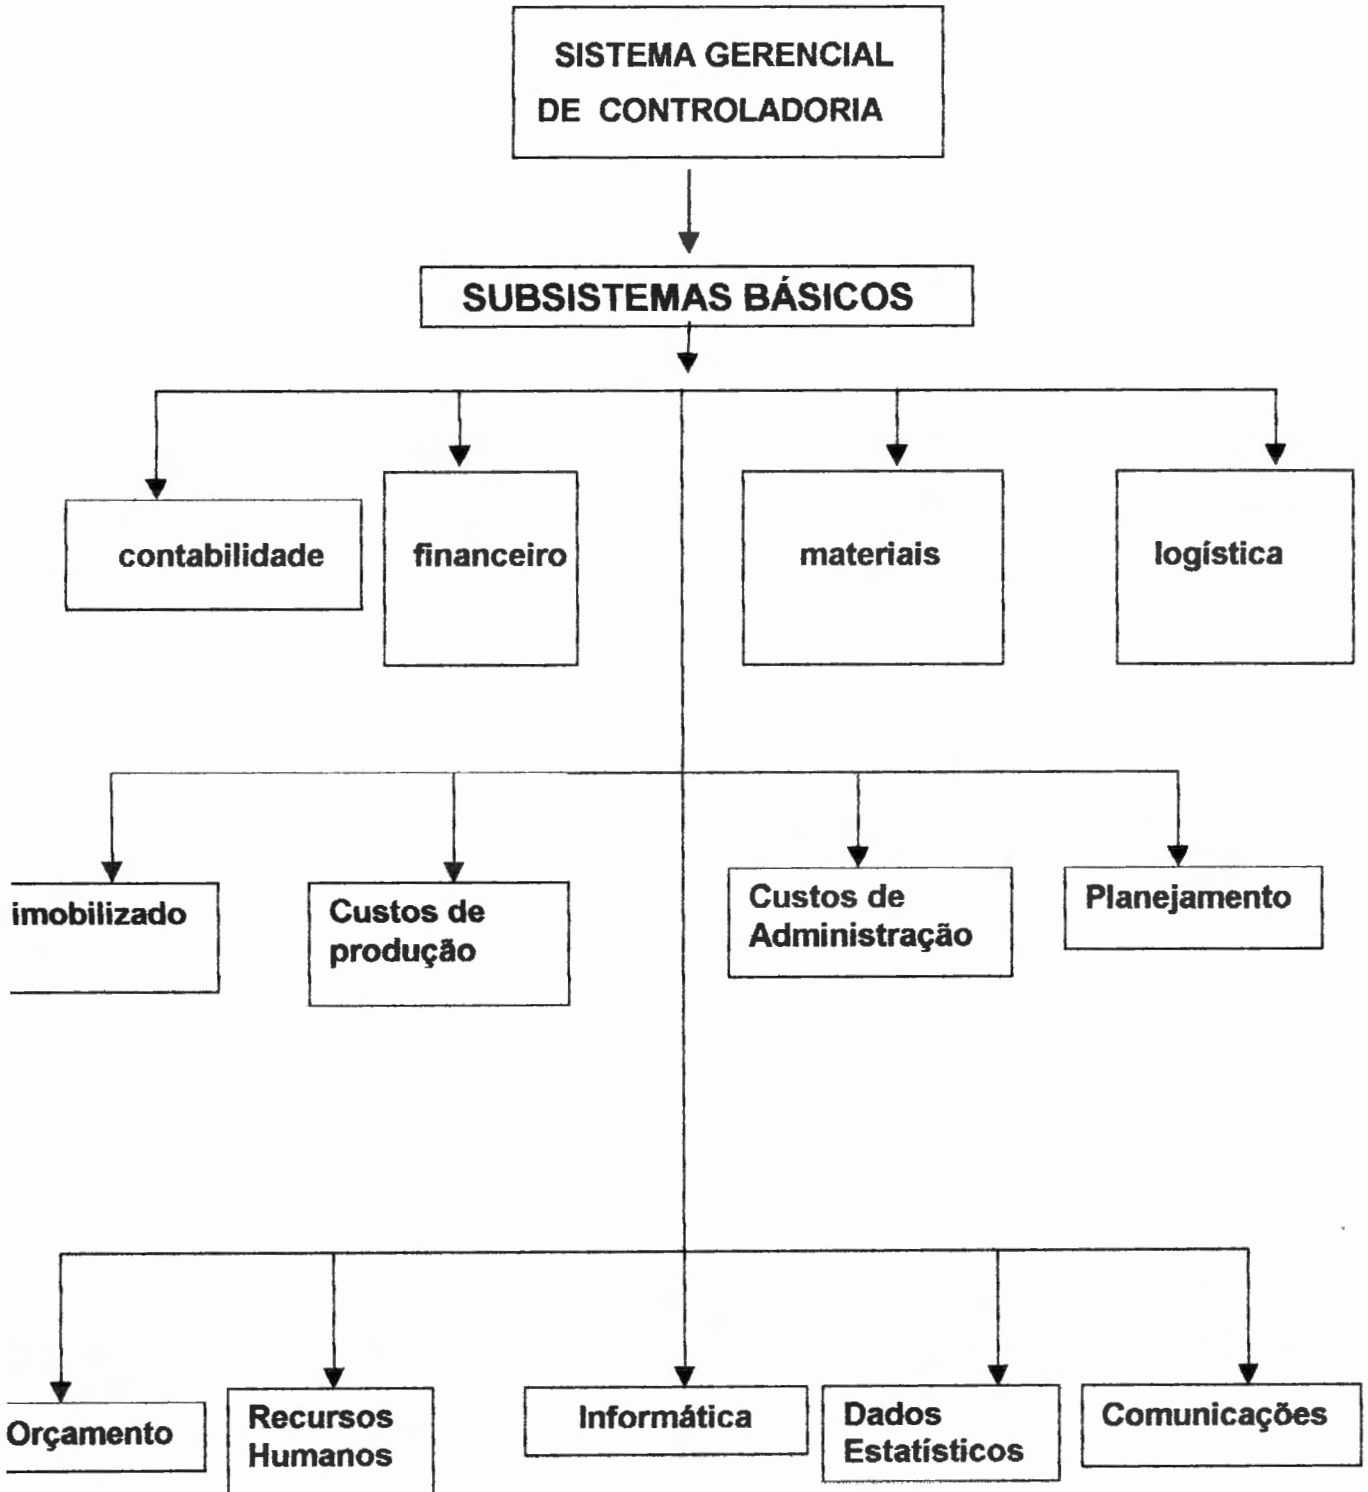 SISTEMA GERENCIAL
DE CONTROLADORIA
SUBSISTEMAS BÁSICOS
contabilidade
financeiro
materiais
logística
imobilizado
Custos de
produção
Custos de
Administração
Planejamento
Orçamento
Recursos
Humanos
Informática
Dados
Estatísticos
Comunicações